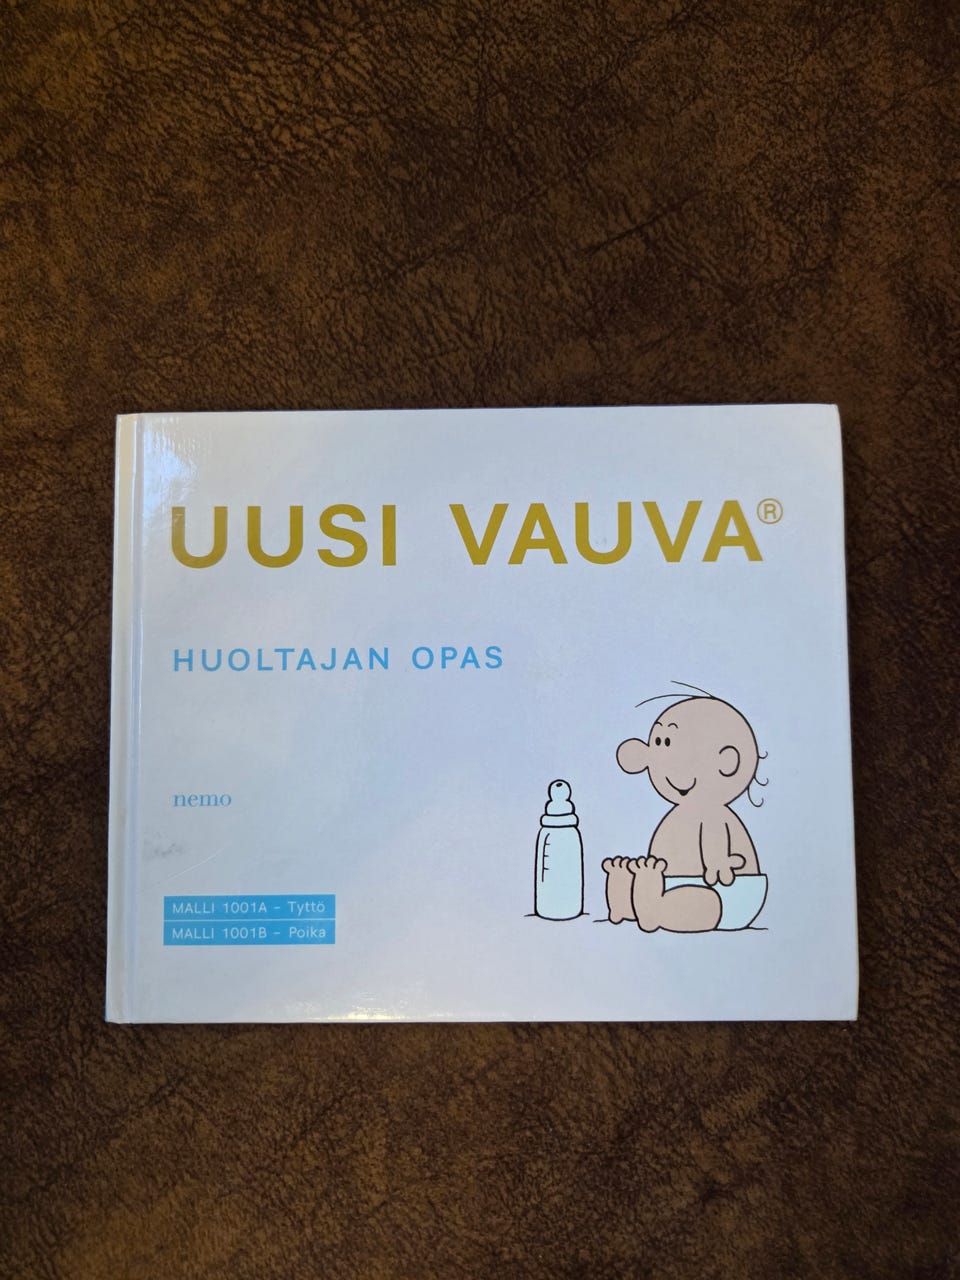 UUSI VAUVA®
HUOLTAJAN OPAS
nemo
MALLI 1001A – Tyttö
MALLI 1001B – Poika